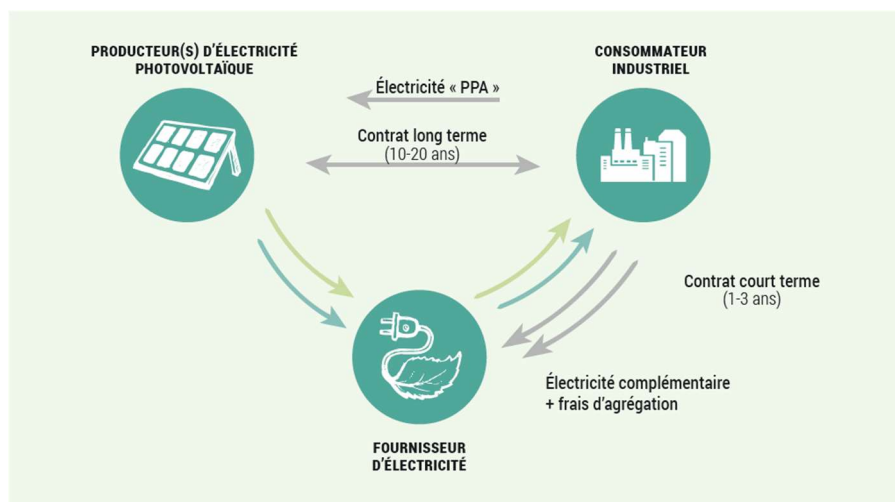 PRODUCTEUR(S) D'ÉLECTRICITÉ
PHOTOVOLTAÏQUE
CONSOMMATEUR
INDUSTRIEL
Électricité « PPA »
Contrat long terme
(10-20 ans)
Contrat court terme
(1-3 ans)
Électricité complémentaire
+ frais d'agrégation
FOURNISSEUR
D'ÉLECTRICITÉ